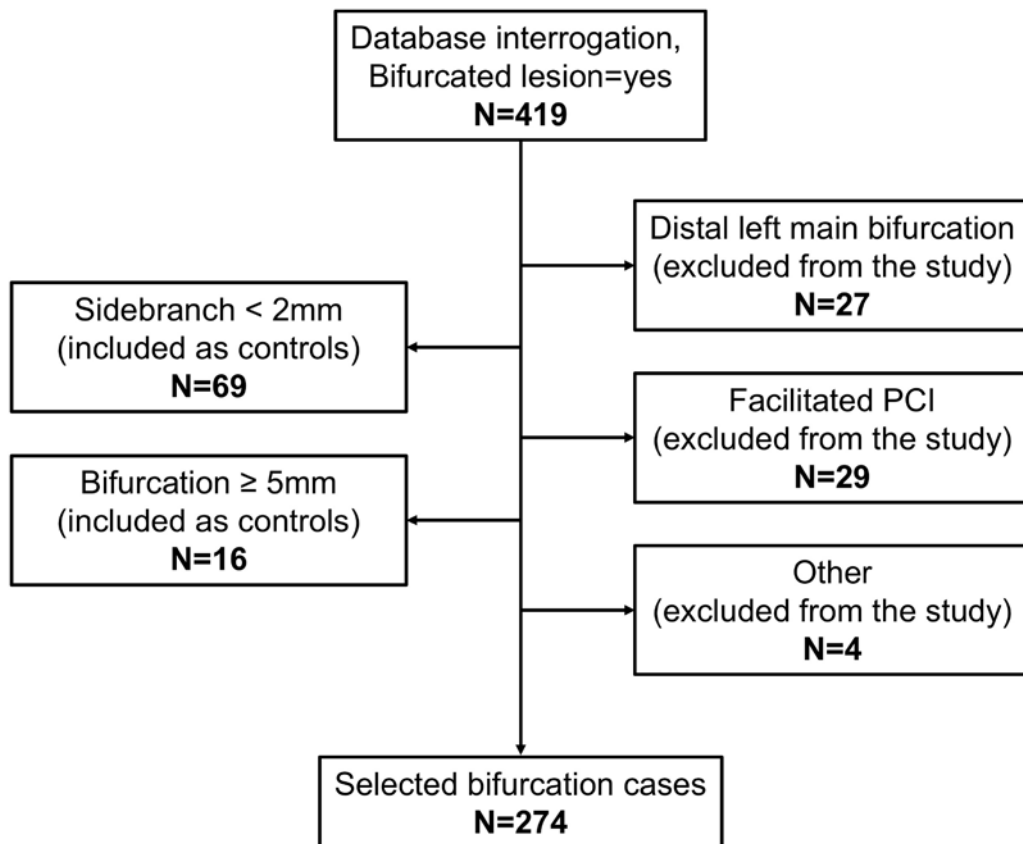 Database interrogation,
Bifurcated lesion=yes
N=419
Distal left main bifurcation
(excluded from the study)
N=27
Sidebranch < 2mm
(included as controls)
N=69
Facilitated PCI
(excluded from the study)
N=29
Bifurcation ≥ 5mm
(included as controls)
N=16
Other
(excluded from the study)
N=4
Selected bifurcation cases
N=274